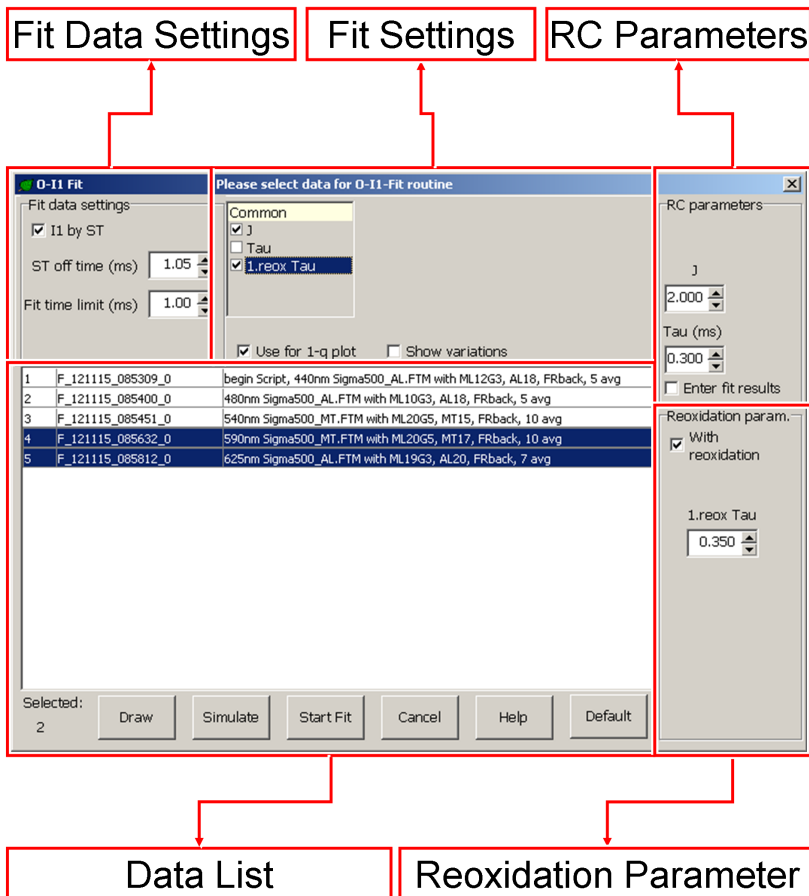 Fit Data Settings
Fit Settings
RC Parameters
O-I1 Fit
Please select data for O-I1-Fit routine
Fit data settings
I1 by ST
ST off time (ms) 1.05
Fit time limit (ms) 1.00
Common
J
Tau
1.reox Tau
Use for 1-q plot
Show variations
RC parameters
J
2.000
Tau (ms)
0.300
Enter fit results
1 F_121115_085309_0 begin Script, 440nm Sigma500_AL.FTM with ML12G3, AL18, FRback, 5 avg
2 F_121115_085400_0 480nm Sigma500_AL.FTM with ML10G3, AL18, FRback, 5 avg
3 F_121115_085451_0 540nm Sigma500_MT.FTM with ML20G5, MT15, FRback, 10 avg
4 F_121115_085632_0 590nm Sigma500_MT.FTM with ML20G5, MT17, FRback, 10 avg
5 F_121115_085812_0 625nm Sigma500_AL.FTM with ML19G3, AL20, FRback, 7 avg
Reoxidation param.
With
reoxidation
1.reox Tau
0.350
Selected:
2
Draw
Simulate
Start Fit
Cancel
Help
Default
Data List
Reoxidation Parameter